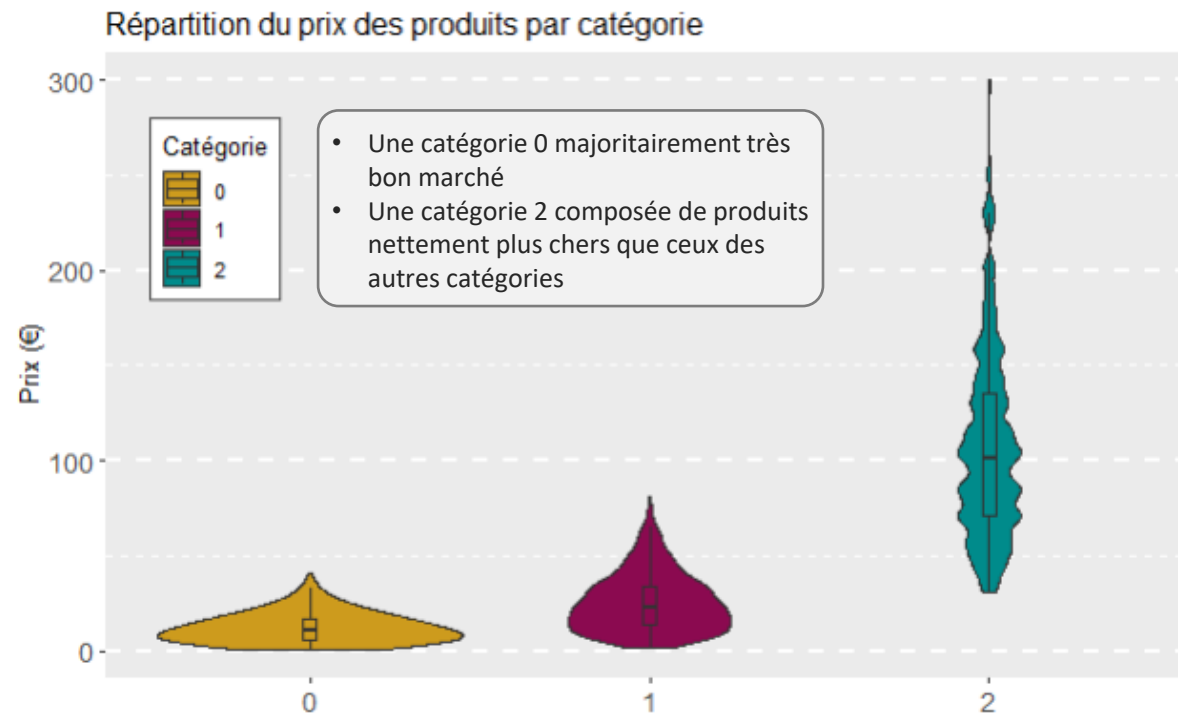 Répartition du prix des produits par catégorie
300
200
100
0
Prix (€)
Catégorie
0
1
2
• Une catégorie 0 majoritairement très
bon marché
• Une catégorie 2 composée de produits
nettement plus chers que ceux des
autres catégories
0 1 2